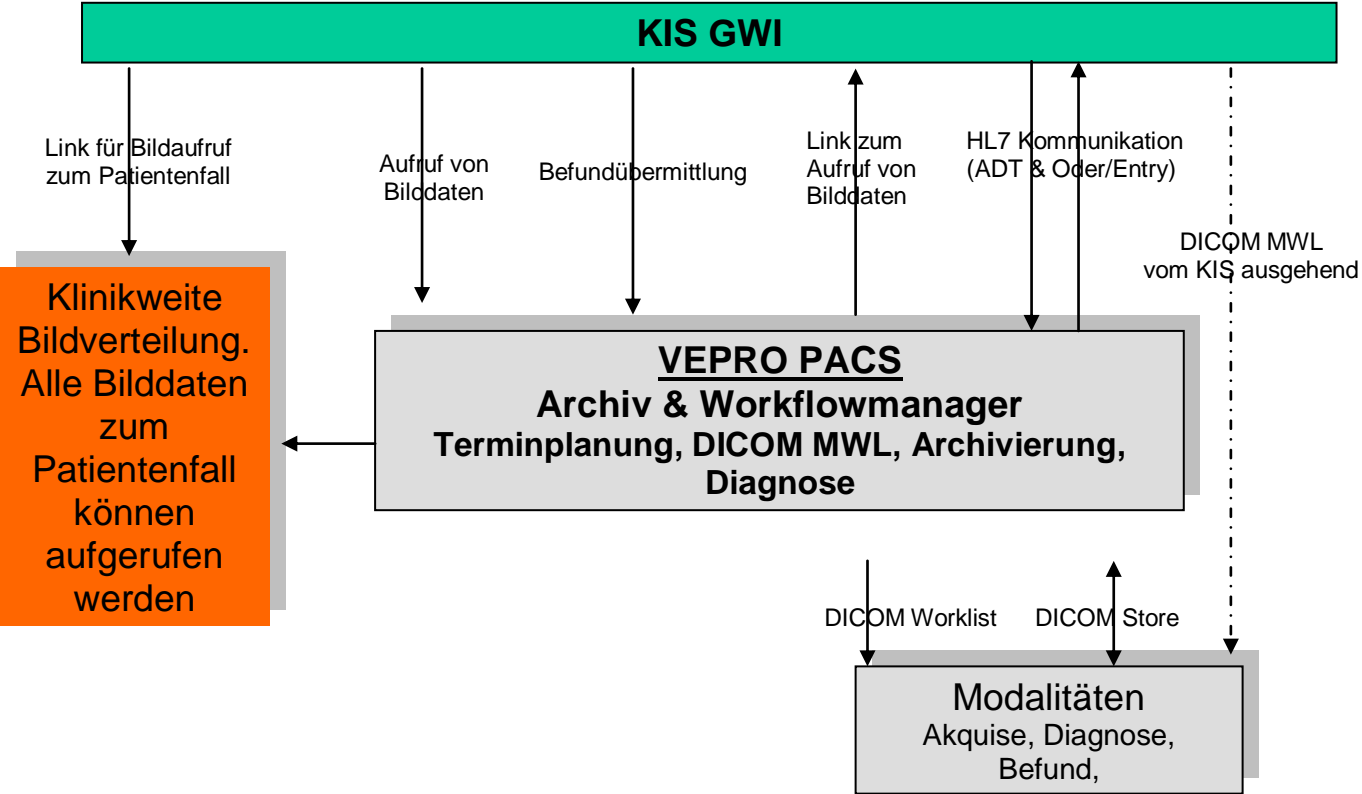 KIS GWI
Link für Bildaufruf
zum Patientenfall
Aufruf von
Bilddaten
Befundübermittlung
Link zum
Aufruf von
Bilddaten
HL7 Kommunikation
(ADT & Oder/Entry)
DICOM MWL
vom KIS ausgehend
Klinikweite
Bildverteilung.
Alle Bilddaten
zum
Patientenfall
können
aufgerufen
werden
VEPRO PACS
Archiv & Workflowmanager
Terminplanung, DICOM MWL, Archivierung,
Diagnose
DICOM Worklist
DICOM Store
Modalitäten
Akquise, Diagnose,
Befund,